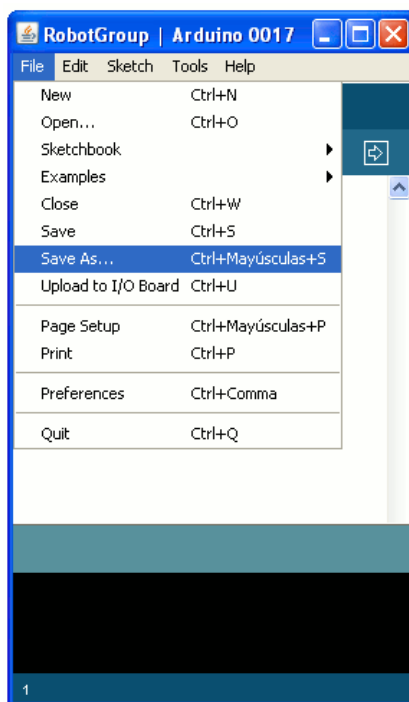 RobotGroup | Arduino 0017
File Edit Sketch Tools Help
New Ctrl+N
Open... Ctrl+O
Sketchbook
Examples
Close Ctrl+W
Save Ctrl+S
Save As... Ctrl+Mayúsculas+S
Upload to I/O Board Ctrl+U
Page Setup Ctrl+Mayúsculas+P
Print Ctrl+P
Preferences Ctrl+Comma
Quit Ctrl+Q
1